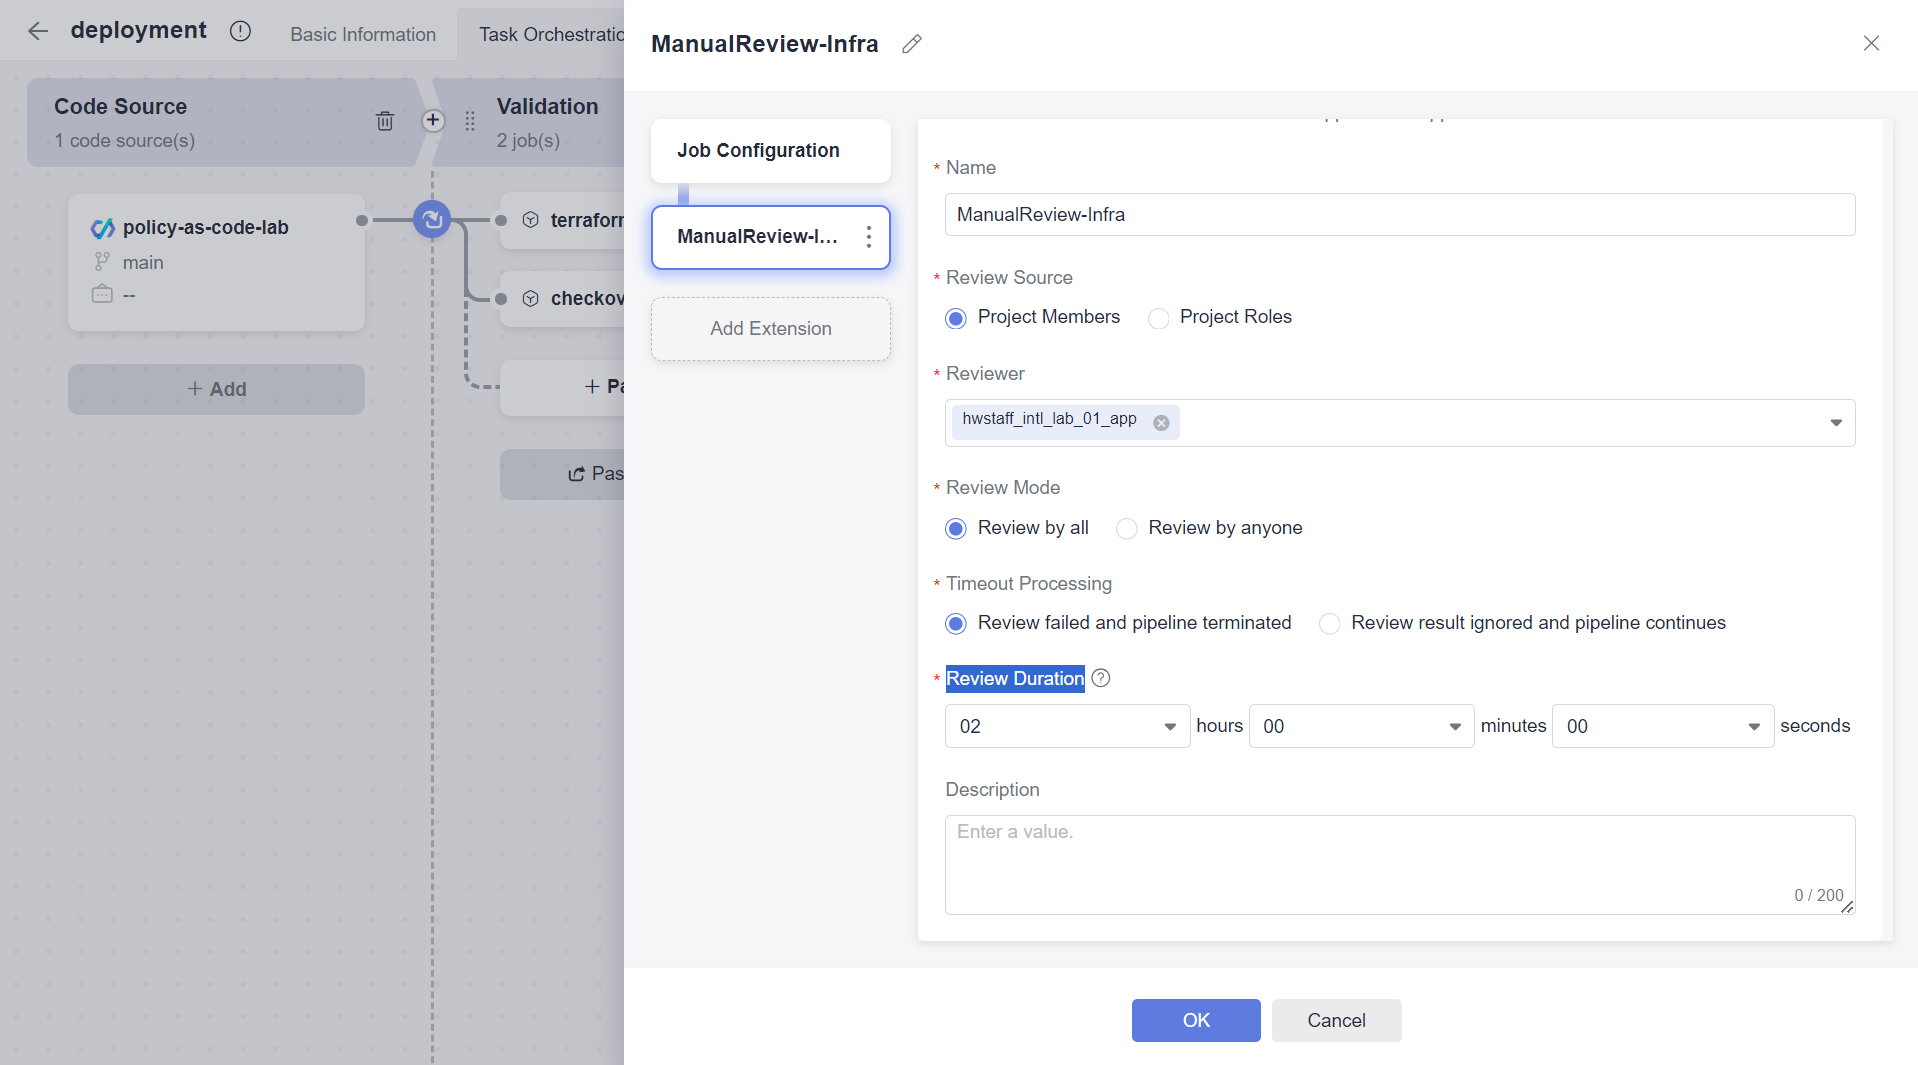 deployment
Basic Information
Task Orchestratio
Code Source
1 code source(s)
Validation
2 job(s)
policy-as-code-lab
main
--
Add
terraform
checkov
Pas
ManualReview-Infra
Job Configuration
ManualReview-I...
Add Extension
* Name
ManualReview-Infra
* Review Source
Project Members
Project Roles
* Reviewer
hwstaff_intl_lab_01_app
* Review Mode
Review by all
Review by anyone
* Timeout Processing
Review failed and pipeline terminated
Review result ignored and pipeline continues
* Review Duration
02 hours 00 minutes 00 seconds
Description
Enter a value.
0 / 200
OK
Cancel